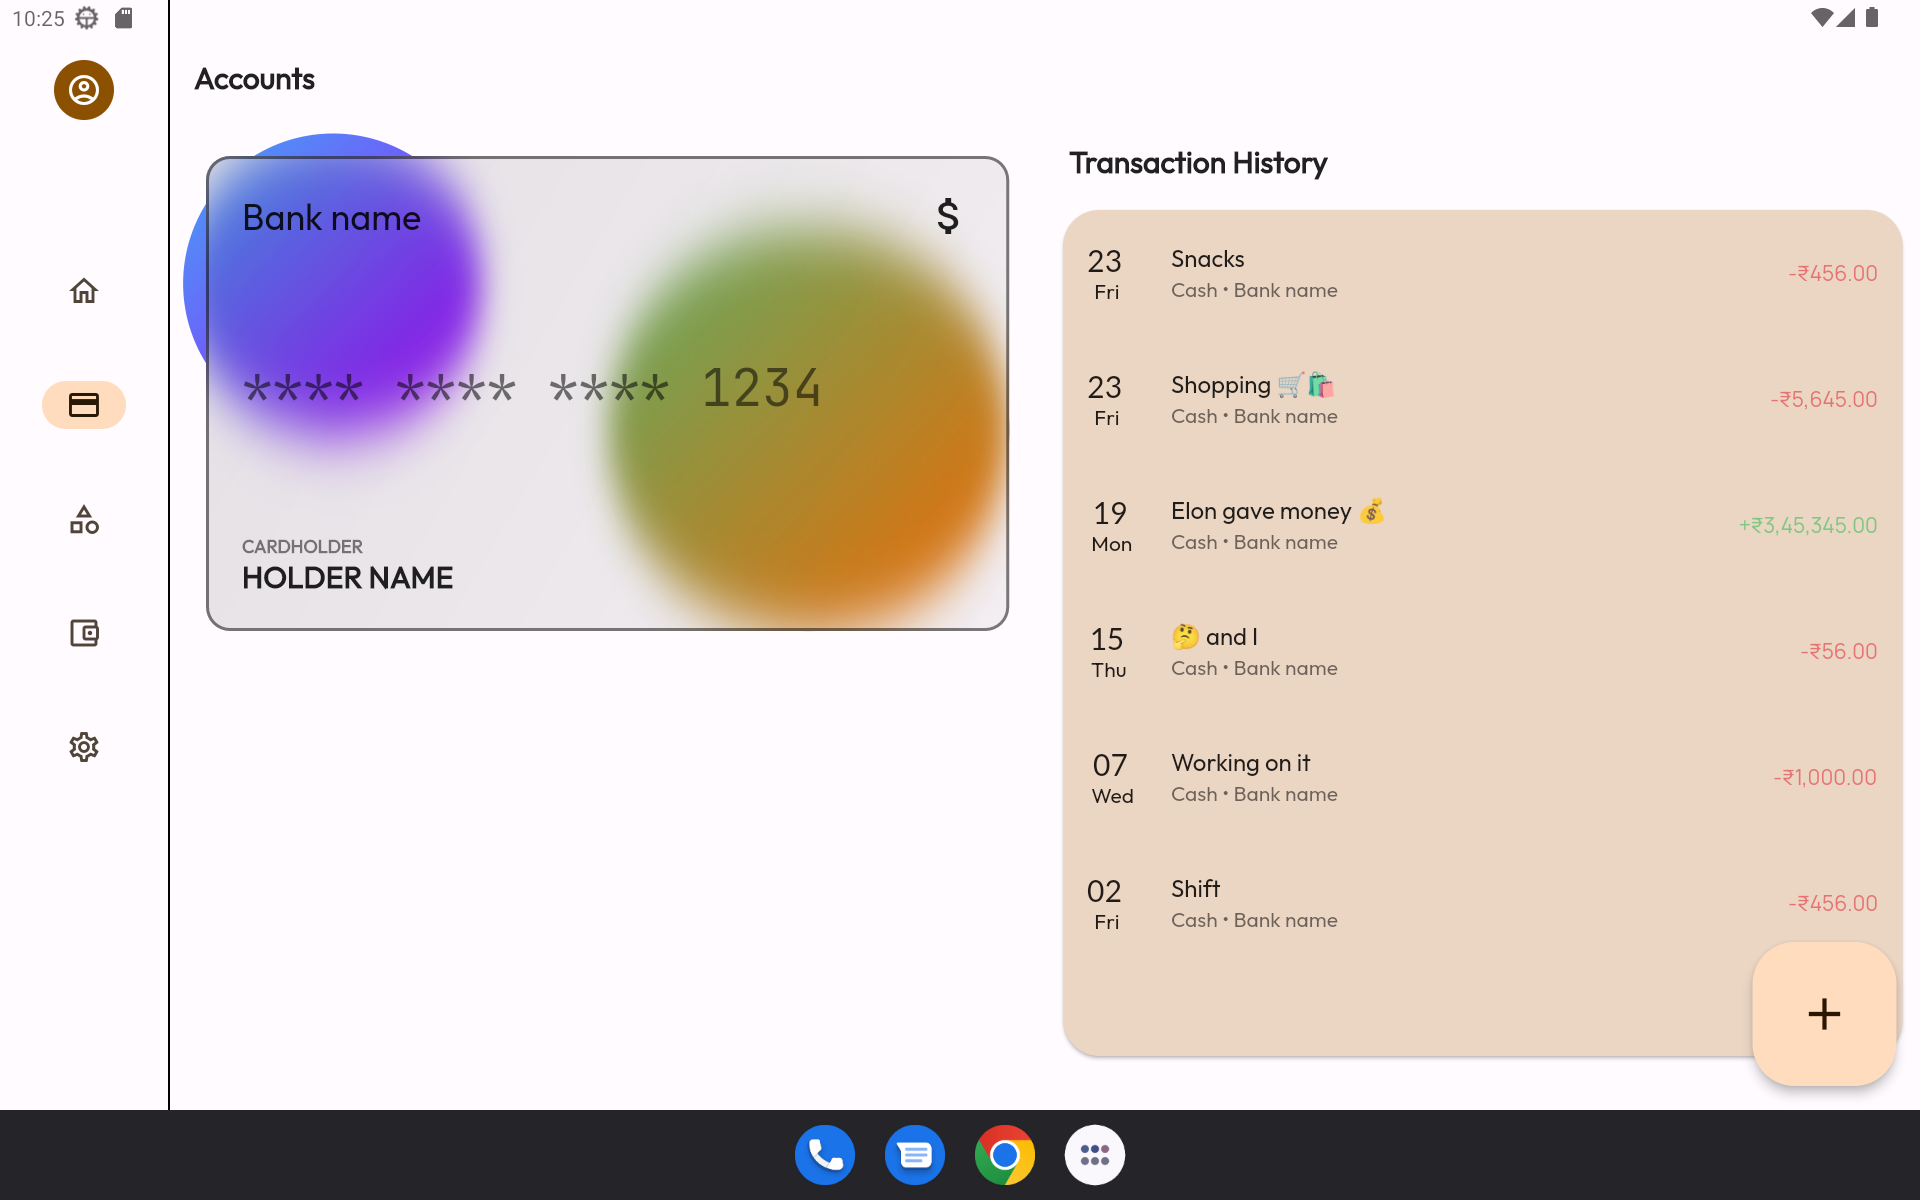 10:25
Accounts
Bank name
$
**** **** **** 1234
CARDHOLDER
HOLDER NAME
Transaction History
23 Snacks
Fri Cash • Bank name
-₹456.00
23 Shopping 🛒🛍️
Fri Cash • Bank name
-₹5,645.00
19 Elon gave money 💰
Mon Cash • Bank name
+₹3,45,345.00
15 🤔 and I
Thu Cash • Bank name
-₹56.00
07 Working on it
Wed Cash • Bank name
-₹1,000.00
02 Shift
Fri Cash • Bank name
-₹456.00